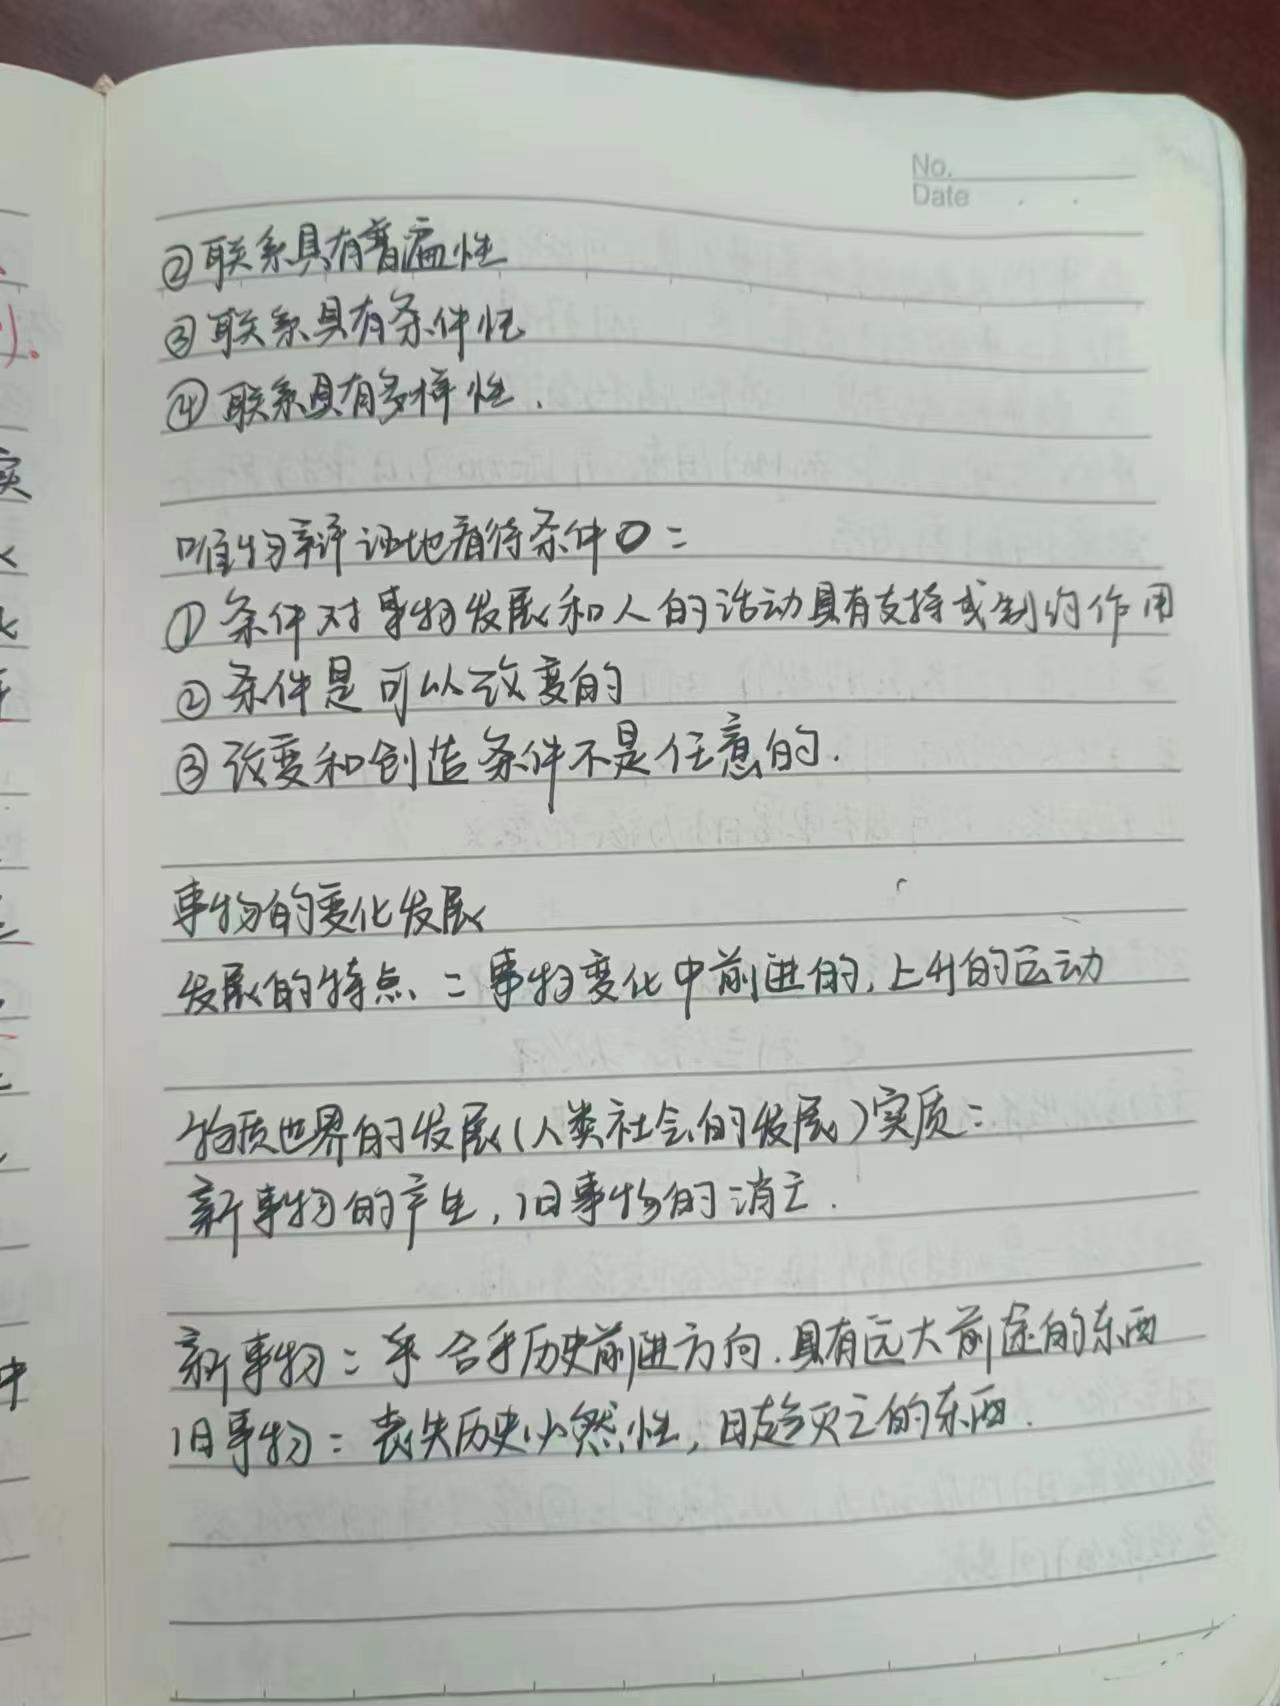 No.
Date
②联系具有普遍性
③联系具有条件性
④联系具有多样性.
唯物辩证地看待条件:
①条件对事物发展和人的活动具有支持或制约作用
②条件是可以改变的
③改变和创造条件不是任意的.
事物的变化发展
发展的特点:事物变化中前进的,上升的运动
物质世界的发展(人类社会的发展)实质:
新事物的产生,旧事物的消亡.
新事物:合乎历史前进方向.具有远大前途的东西
旧事物:丧失历史必然性,日趋灭亡的东西.